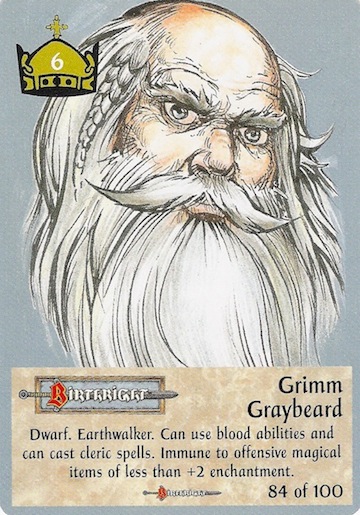 6
Birthright
Grimm
Graybeard
Dwarf. Earthwalker. Can use blood abilities and
can cast cleric spells. Immune to offensive magical
items of less than +2 enchantment.
Birthright
84 of 100